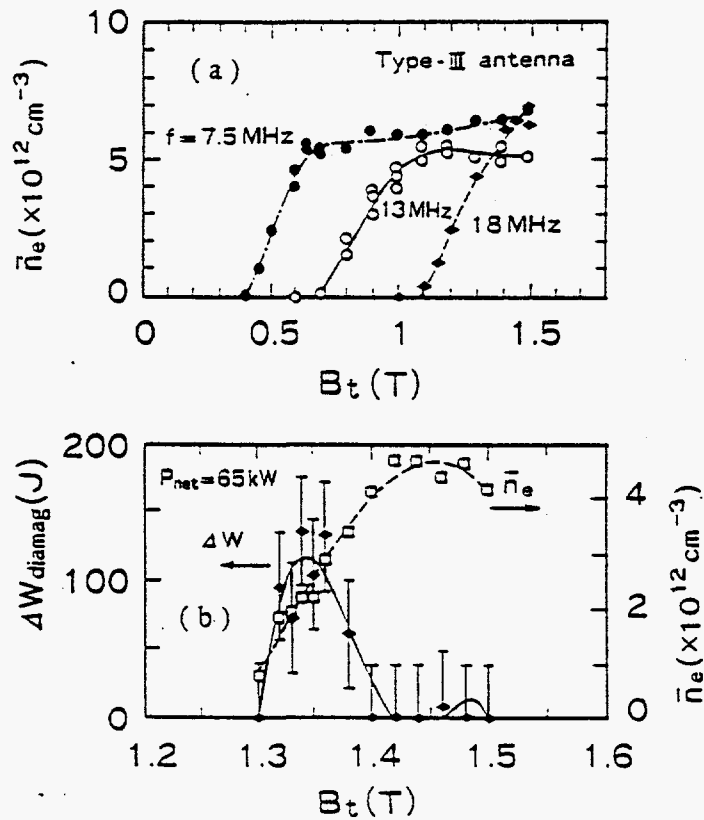 10
(a)
Type-III antenna
f=7.5MHz
5
13MHz
18MHz
n̄e(×10¹²cm⁻³)
0
0 0.5 1 1.5
Bt(T)
200
Pnet=65kW
n̄e
4
ΔW
ΔWdiamag(J)
100
2
(b)
n̄e(×10¹²cm⁻³)
0
0
1.2 1.3 1.4 1.5 1.6
Bt(T)